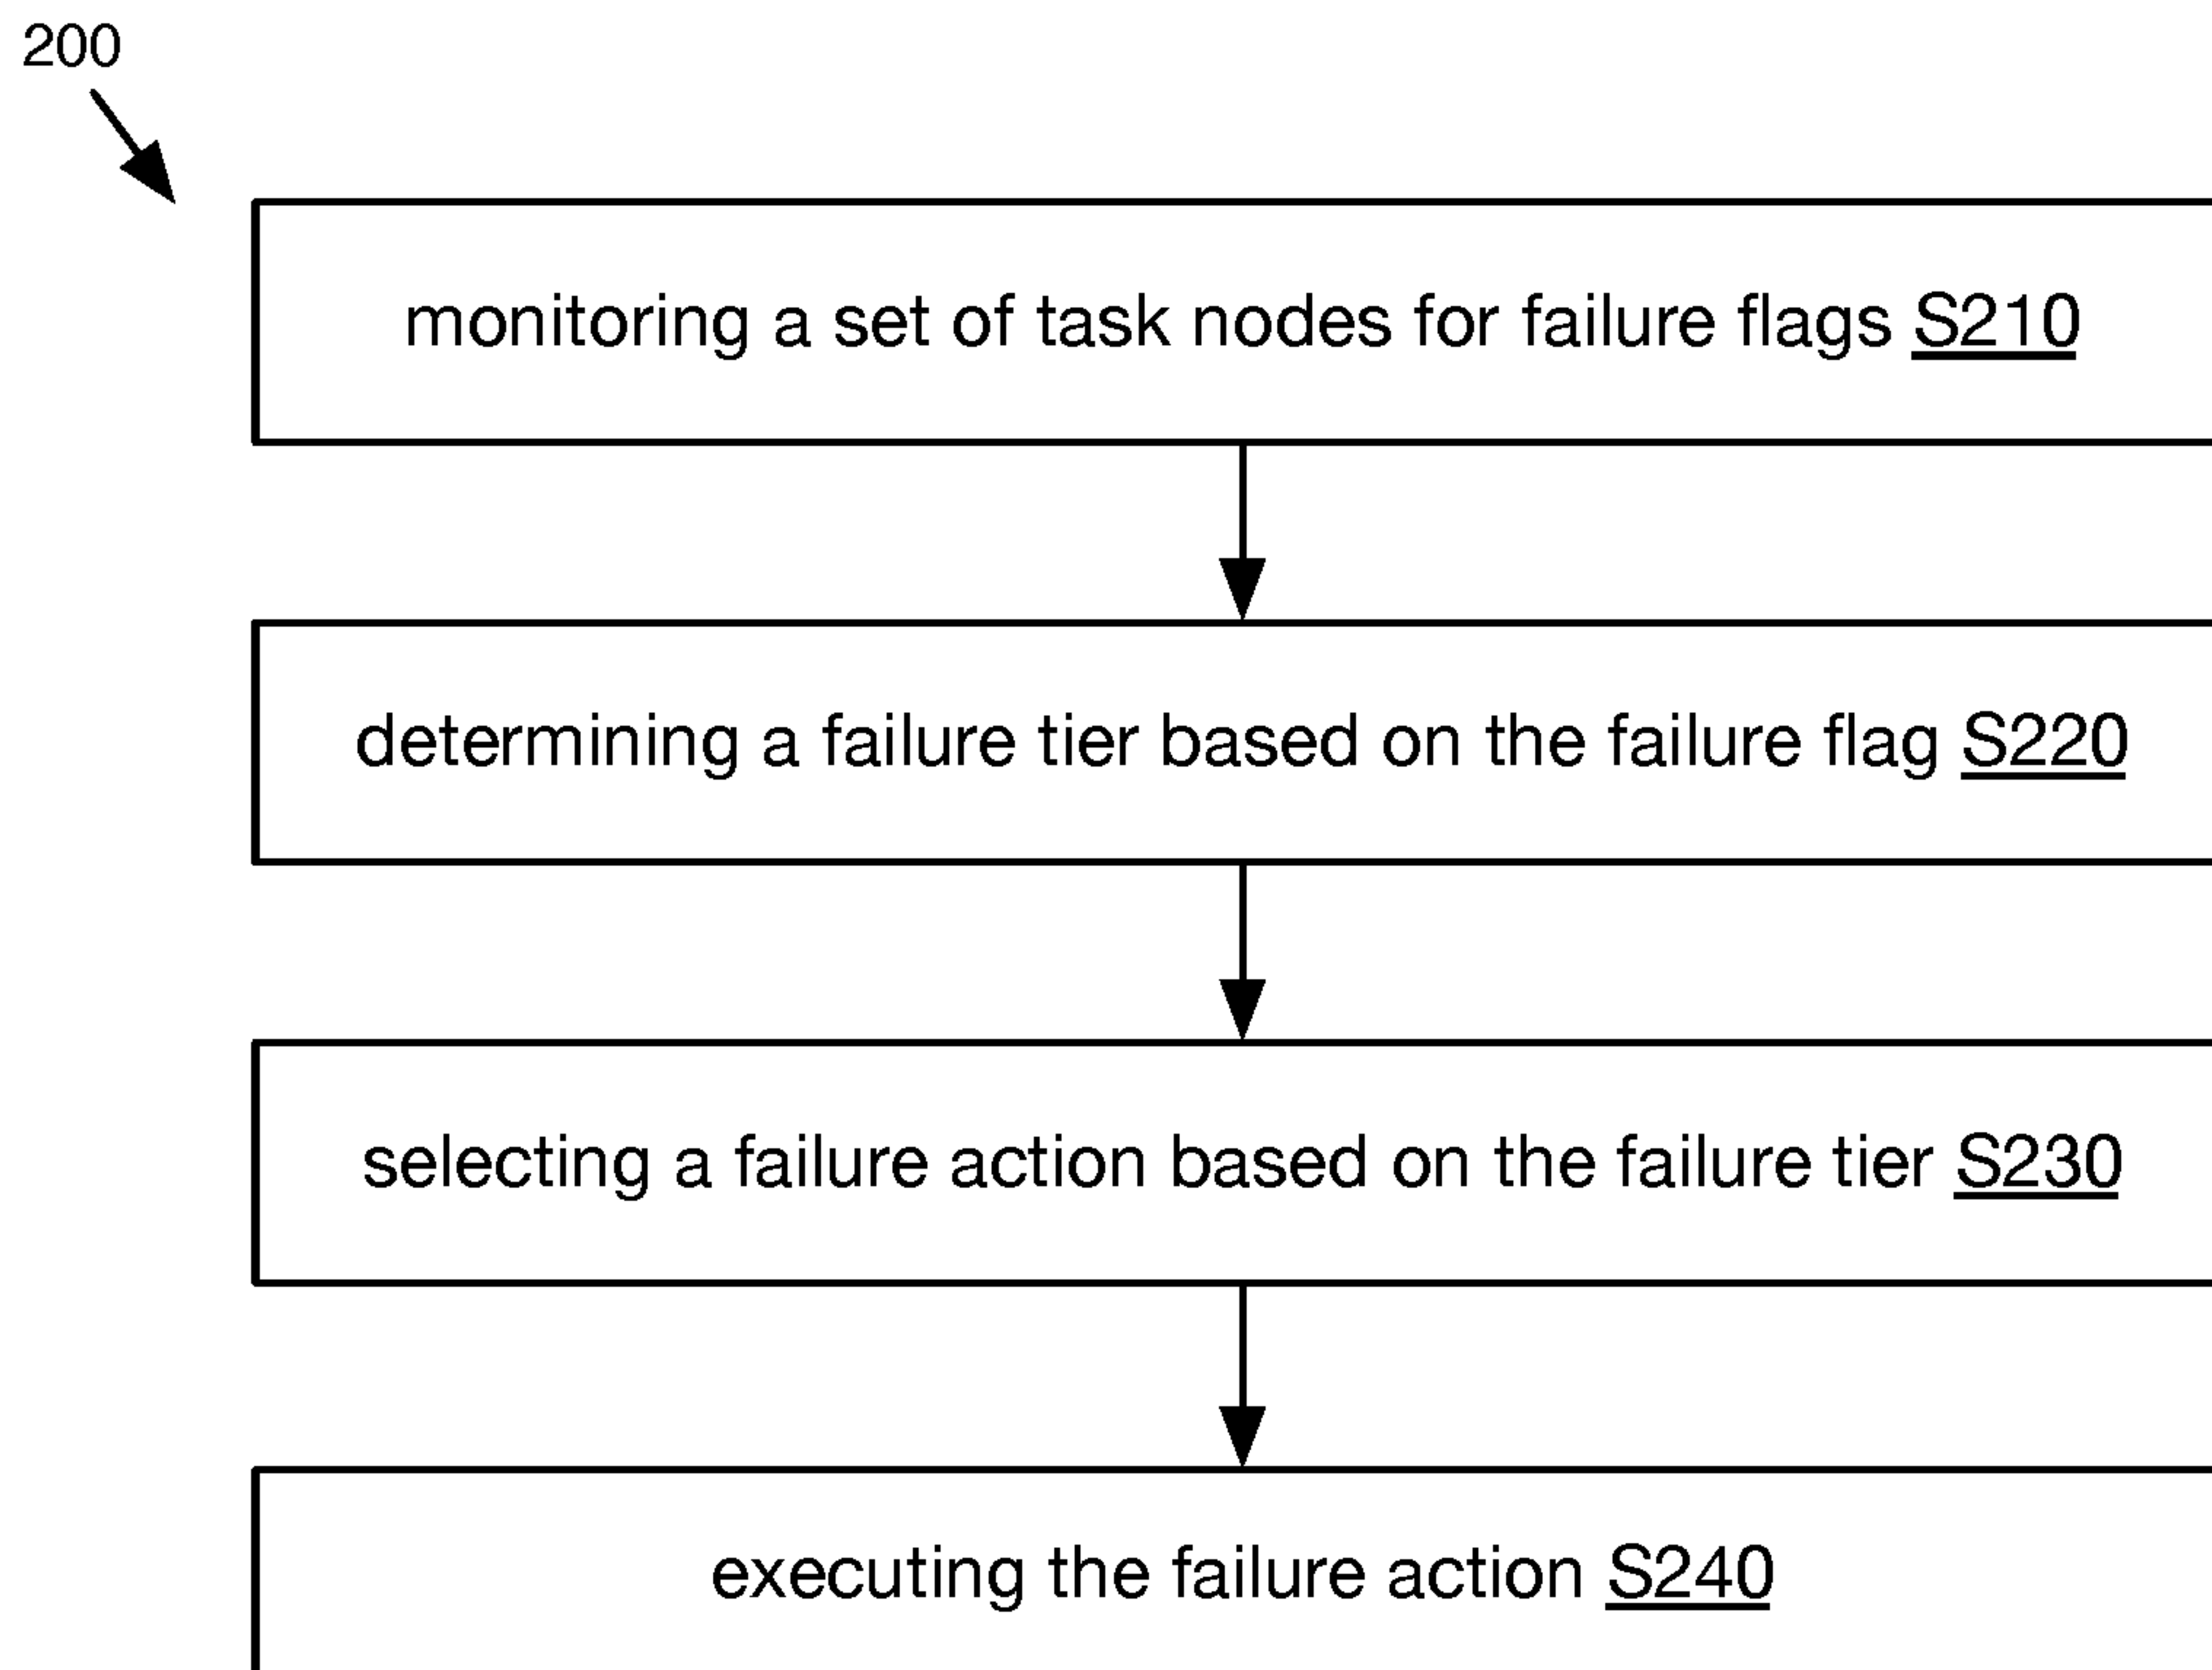 200
monitoring a set of task nodes for failure flags S210
determining a failure tier based on the failure flag S220
selecting a failure action based on the failure tier S230
executing the failure action S240